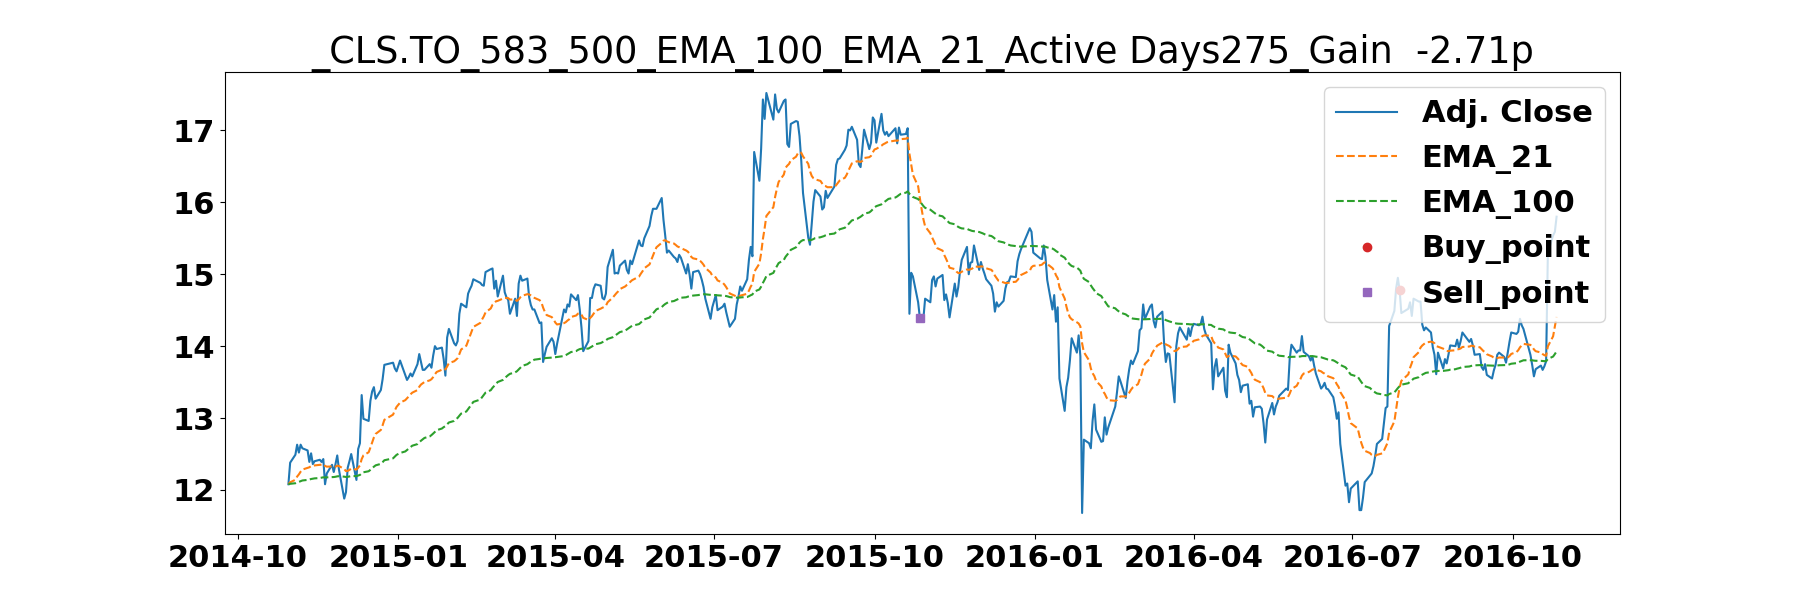 _CLS.TO_583_500_EMA_100_EMA_21_Active Days275_Gain  -2.71p
17
16
15
14
13
12
Adj. Close
EMA_21
EMA_100
Buy_point
Sell_point
2014-10 2015-01 2015-04 2015-07 2015-10 2016-01 2016-04 2016-07 2016-10